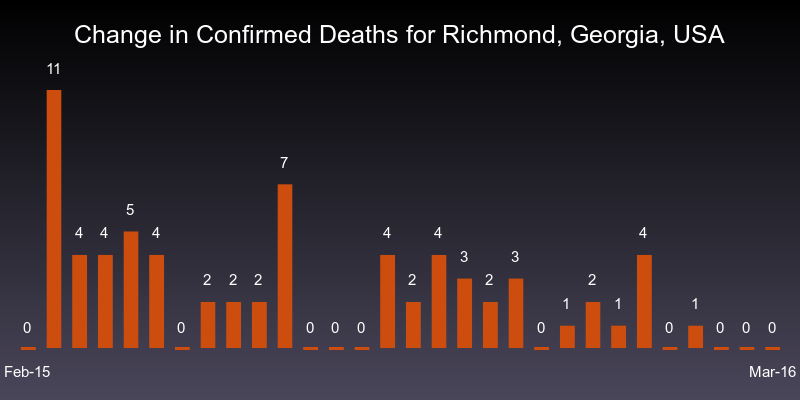 Change in Confirmed Deaths for Richmond, Georgia, USA
0 11 4 4 5 4 0 2 2 2 7 0 0 0 4 2 4 3 2 3 0 1 2 1 4 0 1 0 0 0
Feb-15 Mar-16